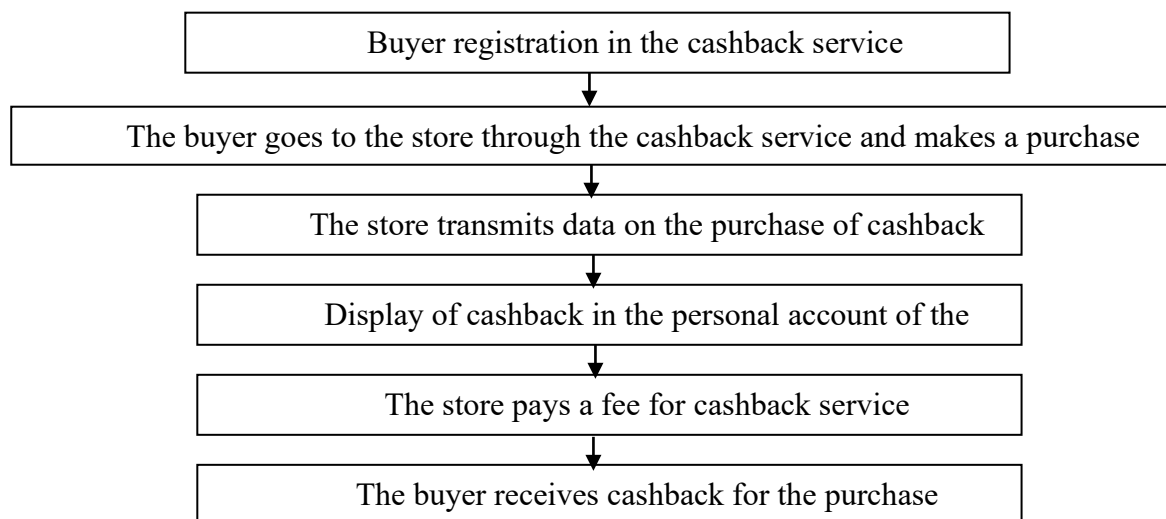 Buyer registration in the cashback service
The buyer goes to the store through the cashback service and makes a purchase
The store transmits data on the purchase of cashback
Display of cashback in the personal account of the
The store pays a fee for cashback service
The buyer receives cashback for the purchase